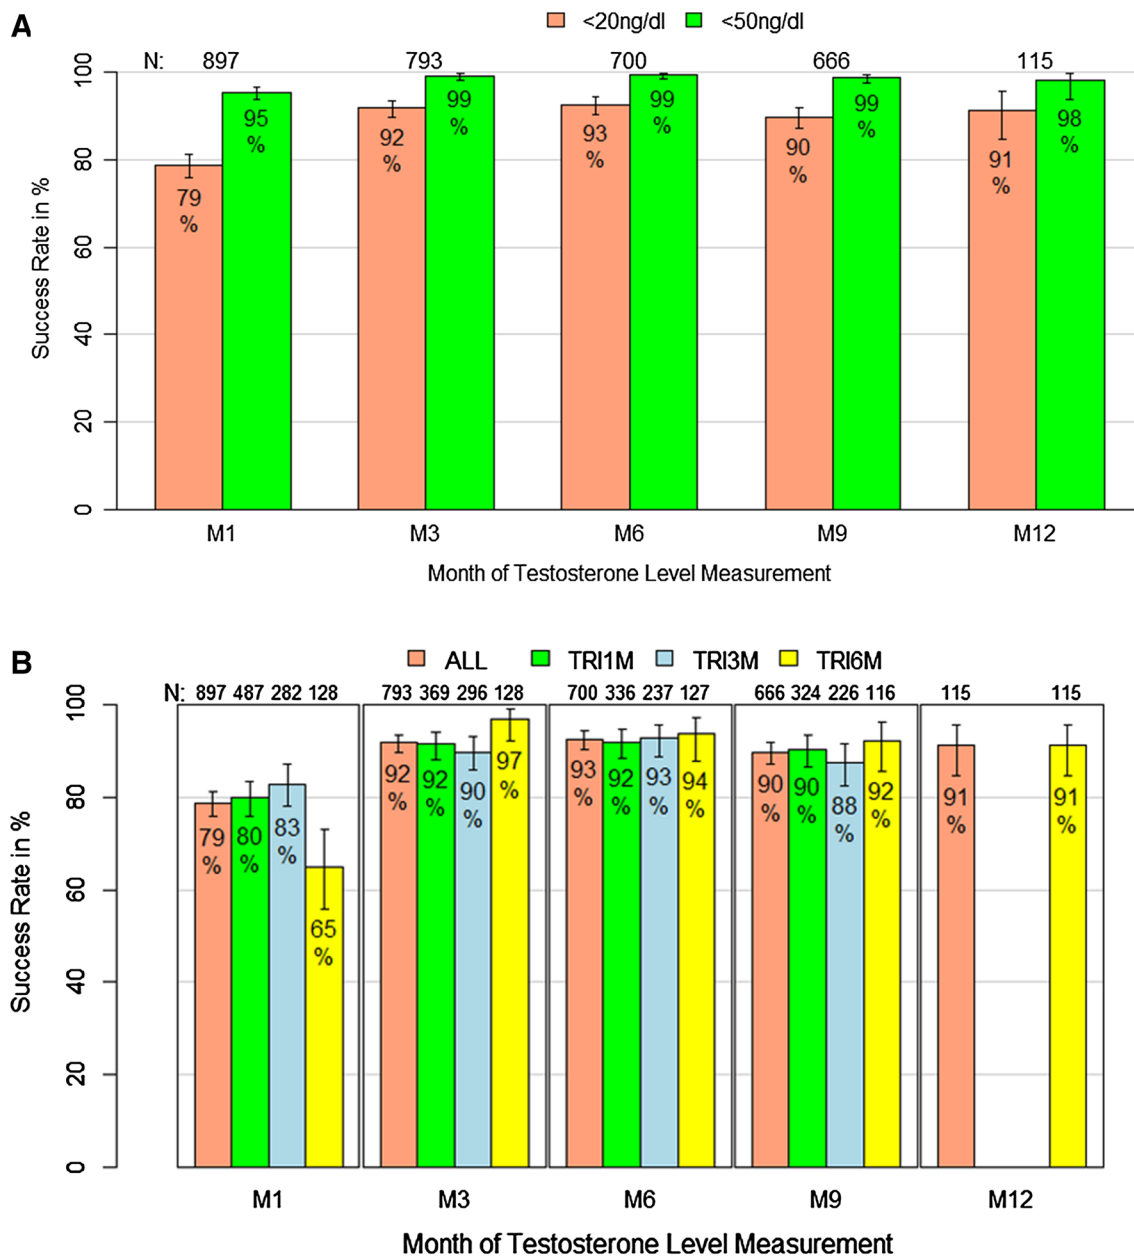 A
<20ng/dl <50ng/dl
N: 897 793 700 666 115
100
80
60
40
20
0
Success Rate in %
79 % 95 % 92 % 99 % 93 % 99 % 90 % 99 % 91 % 98 %
M1 M3 M6 M9 M12
Month of Testosterone Level Measurement
B
ALL TRI1M TRI3M TRI6M
N: 897 487 282 128 793 369 296 128 700 336 237 127 666 324 226 116 115 115
100
80
60
40
20
0
Success Rate in %
79 % 80 % 83 % 65 % 92 % 92 % 90 % 97 % 93 % 92 % 93 % 94 % 90 % 90 % 88 % 92 % 91 % 91 %
M1 M3 M6 M9 M12
Month of Testosterone Level Measurement